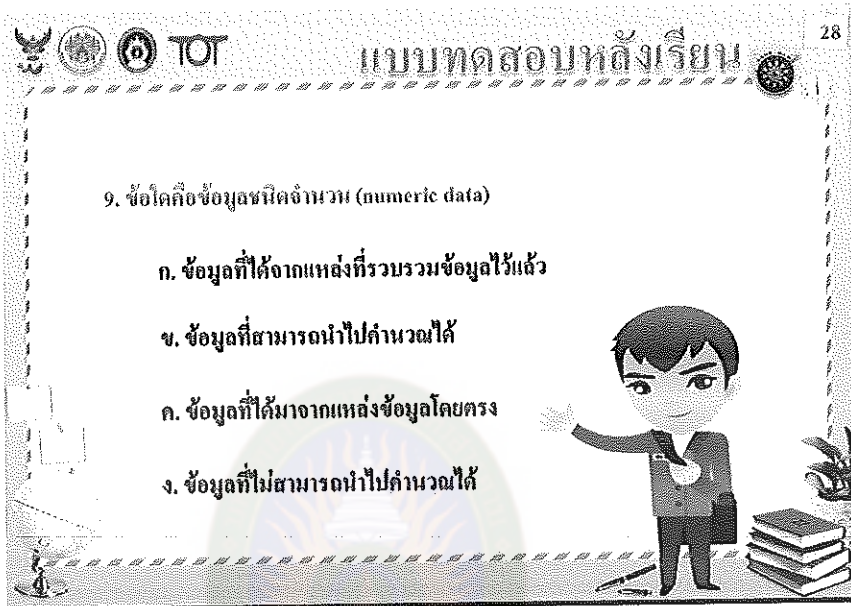 TOT
แบบทดสอบหลังเรียน
28
9. ข้อใดคือข้อมูลชนิดจำนวน (numeric data)
ก. ข้อมูลที่ได้จากแหล่งที่รวบรวมข้อมูลไว้แล้ว
ข. ข้อมูลที่สามารถนำไปคำนวณได้
ค. ข้อมูลที่ได้มาจากแหล่งข้อมูลโดยตรง
ง. ข้อมูลที่ไม่สามารถนำไปคำนวณได้